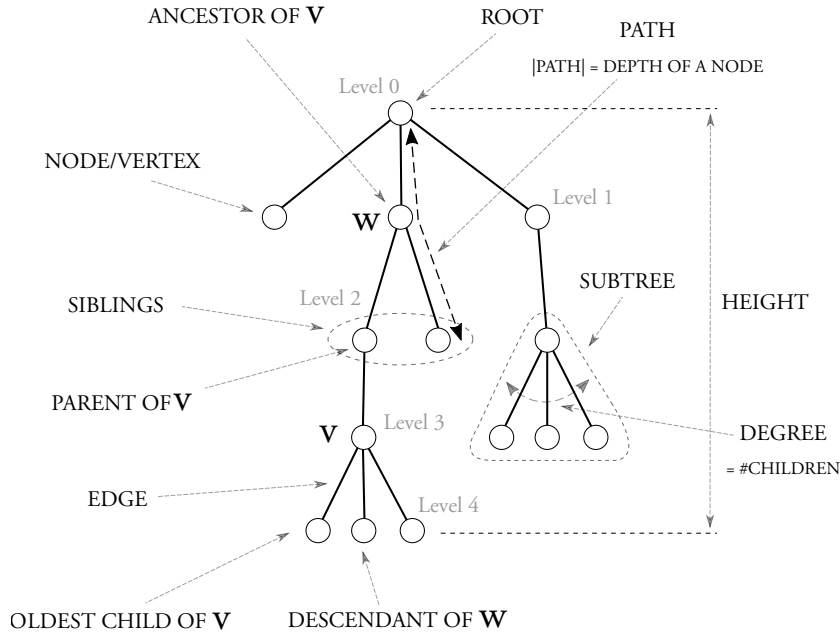 ANCESTOR OF V
ROOT
PATH
|PATH| = DEPTH OF A NODE
Level 0
NODE/VERTEX
Level 1
W
SUBTREE
Level 2
SIBLINGS
HEIGHT
PARENT OF V
V
Level 3
DEGREE
= #CHILDREN
EDGE
Level 4
OLDEST CHILD OF V
DESCENDANT OF W